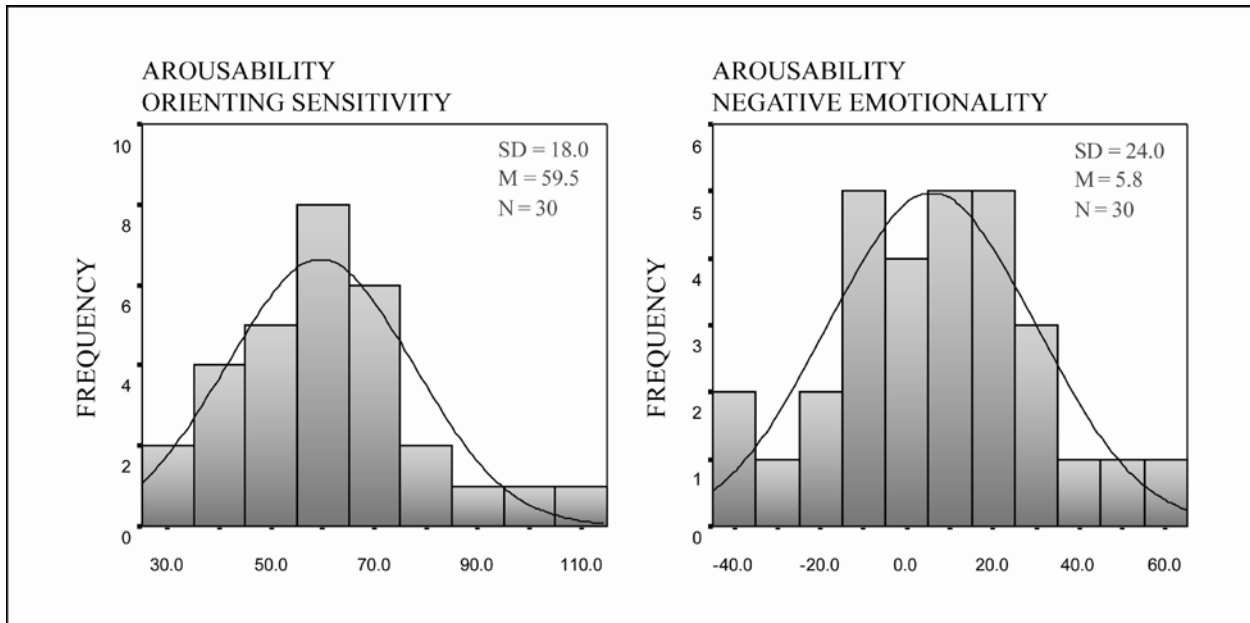 AROUSABILITY
ORIENTING SENSITIVITY
SD = 18.0
M = 59.5
N = 30
FREQUENCY
10
8
6
4
2
0
30.0 50.0 70.0 90.0 110.0
AROUSABILITY
NEGATIVE EMOTIONALITY
SD = 24.0
M = 5.8
N = 30
FREQUENCY
6
5
4
3
2
1
0
-40.0 -20.0 0.0 20.0 40.0 60.0